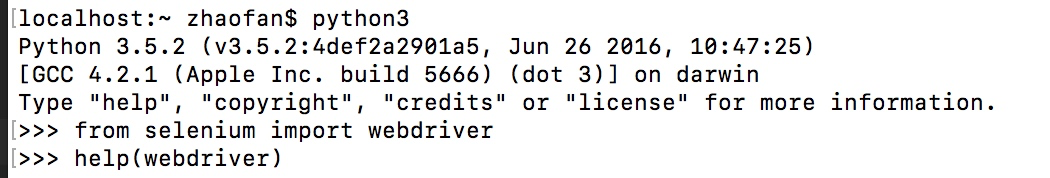 [localhost:~ zhaofan$ python3
Python 3.5.2 (v3.5.2:4def2a2901a5, Jun 26 2016, 10:47:25)
[GCC 4.2.1 (Apple Inc. build 5666) (dot 3)] on darwin
Type "help", "copyright", "credits" or "license" for more information.
[>>> from selenium import webdriver
[>>> help(webdriver)